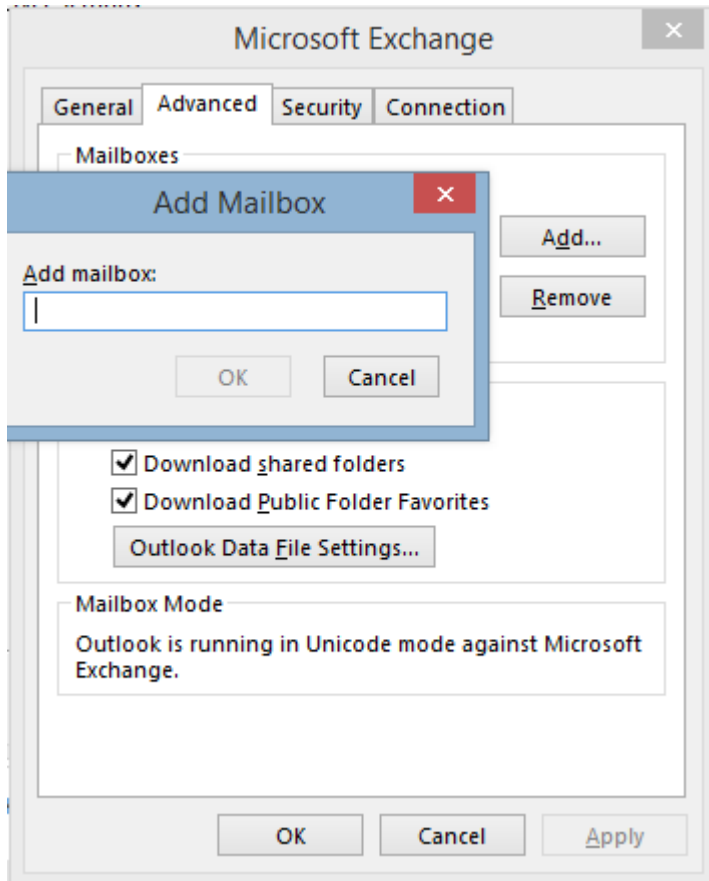 Microsoft Exchange
General Advanced Security Connection
Mailboxes
Add Mailbox
Add...
Add mailbox:
Remove
OK Cancel
Download shared folders
Download Public Folder Favorites
Outlook Data File Settings...
Mailbox Mode
Outlook is running in Unicode mode against Microsoft
Exchange.
OK Cancel Apply